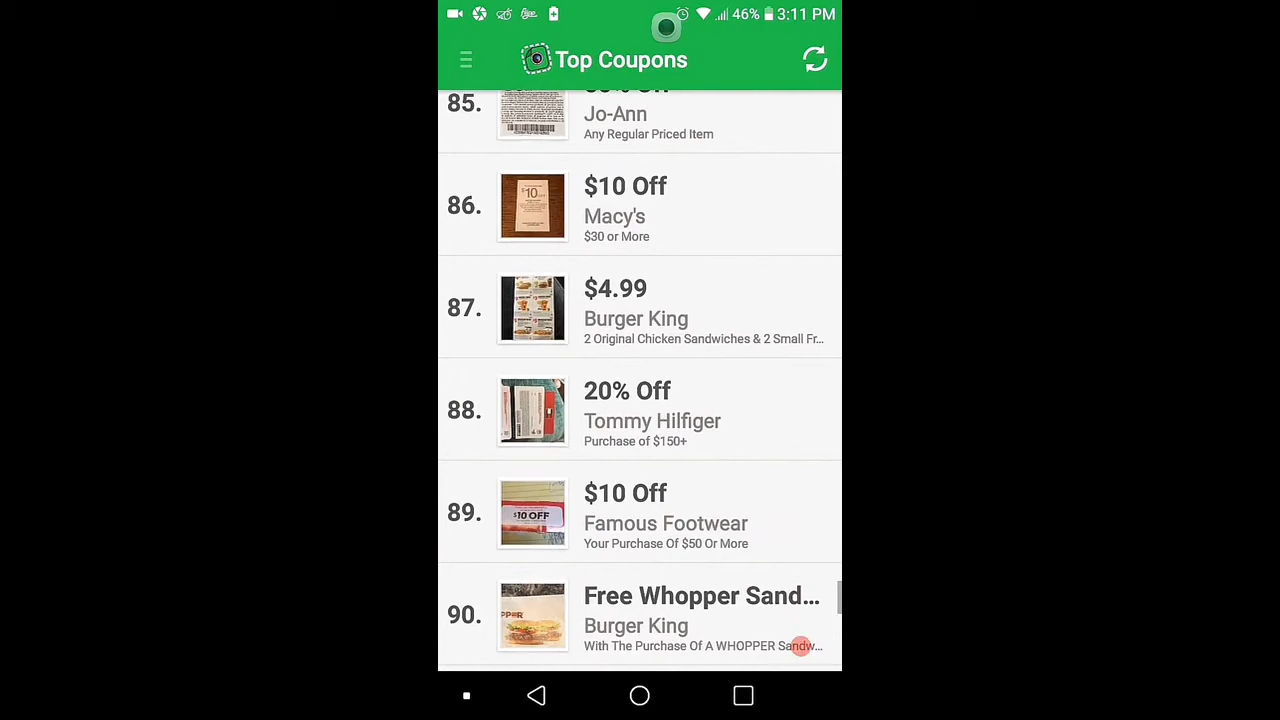 46% 3:11 PM
Top Coupons
85.
Jo-Ann
Any Regular Priced Item
86.
$10 Off
Macy's
$30 or More
87.
$4.99
Burger King
2 Original Chicken Sandwiches & 2 Small Fr...
88.
20% Off
Tommy Hilfiger
Purchase of $150+
89.
$10 OFF
$10 Off
Famous Footwear
Your Purchase Of $50 Or More
90.
Free Whopper Sand...
Burger King
With The Purchase Of A WHOPPER Sandw...